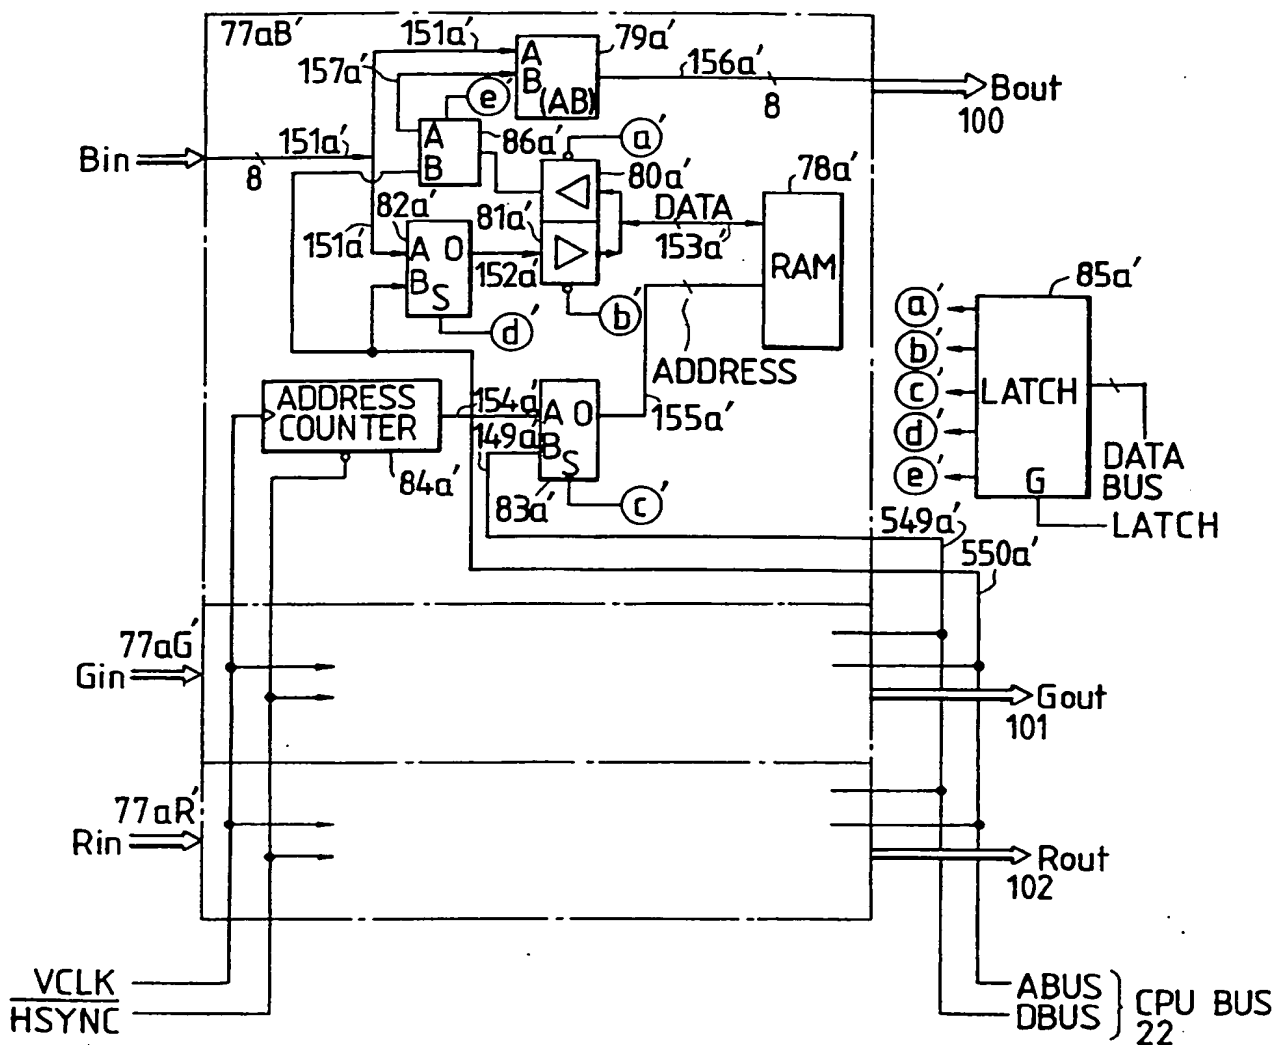 77aB′
151a′
79a′
157a′
A
B
(AB)
156a′
8
Bout
100
e′
Bin
8
151a′
A
B
86a′
a′
80a′
78a′
82a′
81a′
DATA
153a′
RAM
151a′
A O
B
S
152a′
d′
b′
ADDRESS
155a′
85a′
a′
b′
c′
d′
e′
LATCH
G
DATA
BUS
LATCH
ADDRESS
COUNTER
84a′
154a′
149a′
A O
B
S
83a′
c′
549a′
550a′
77aG′
Gin
Gout
101
77aR′
Rin
Rout
102
VCLK
HSYNC
ABUS
DBUS
CPU BUS
22